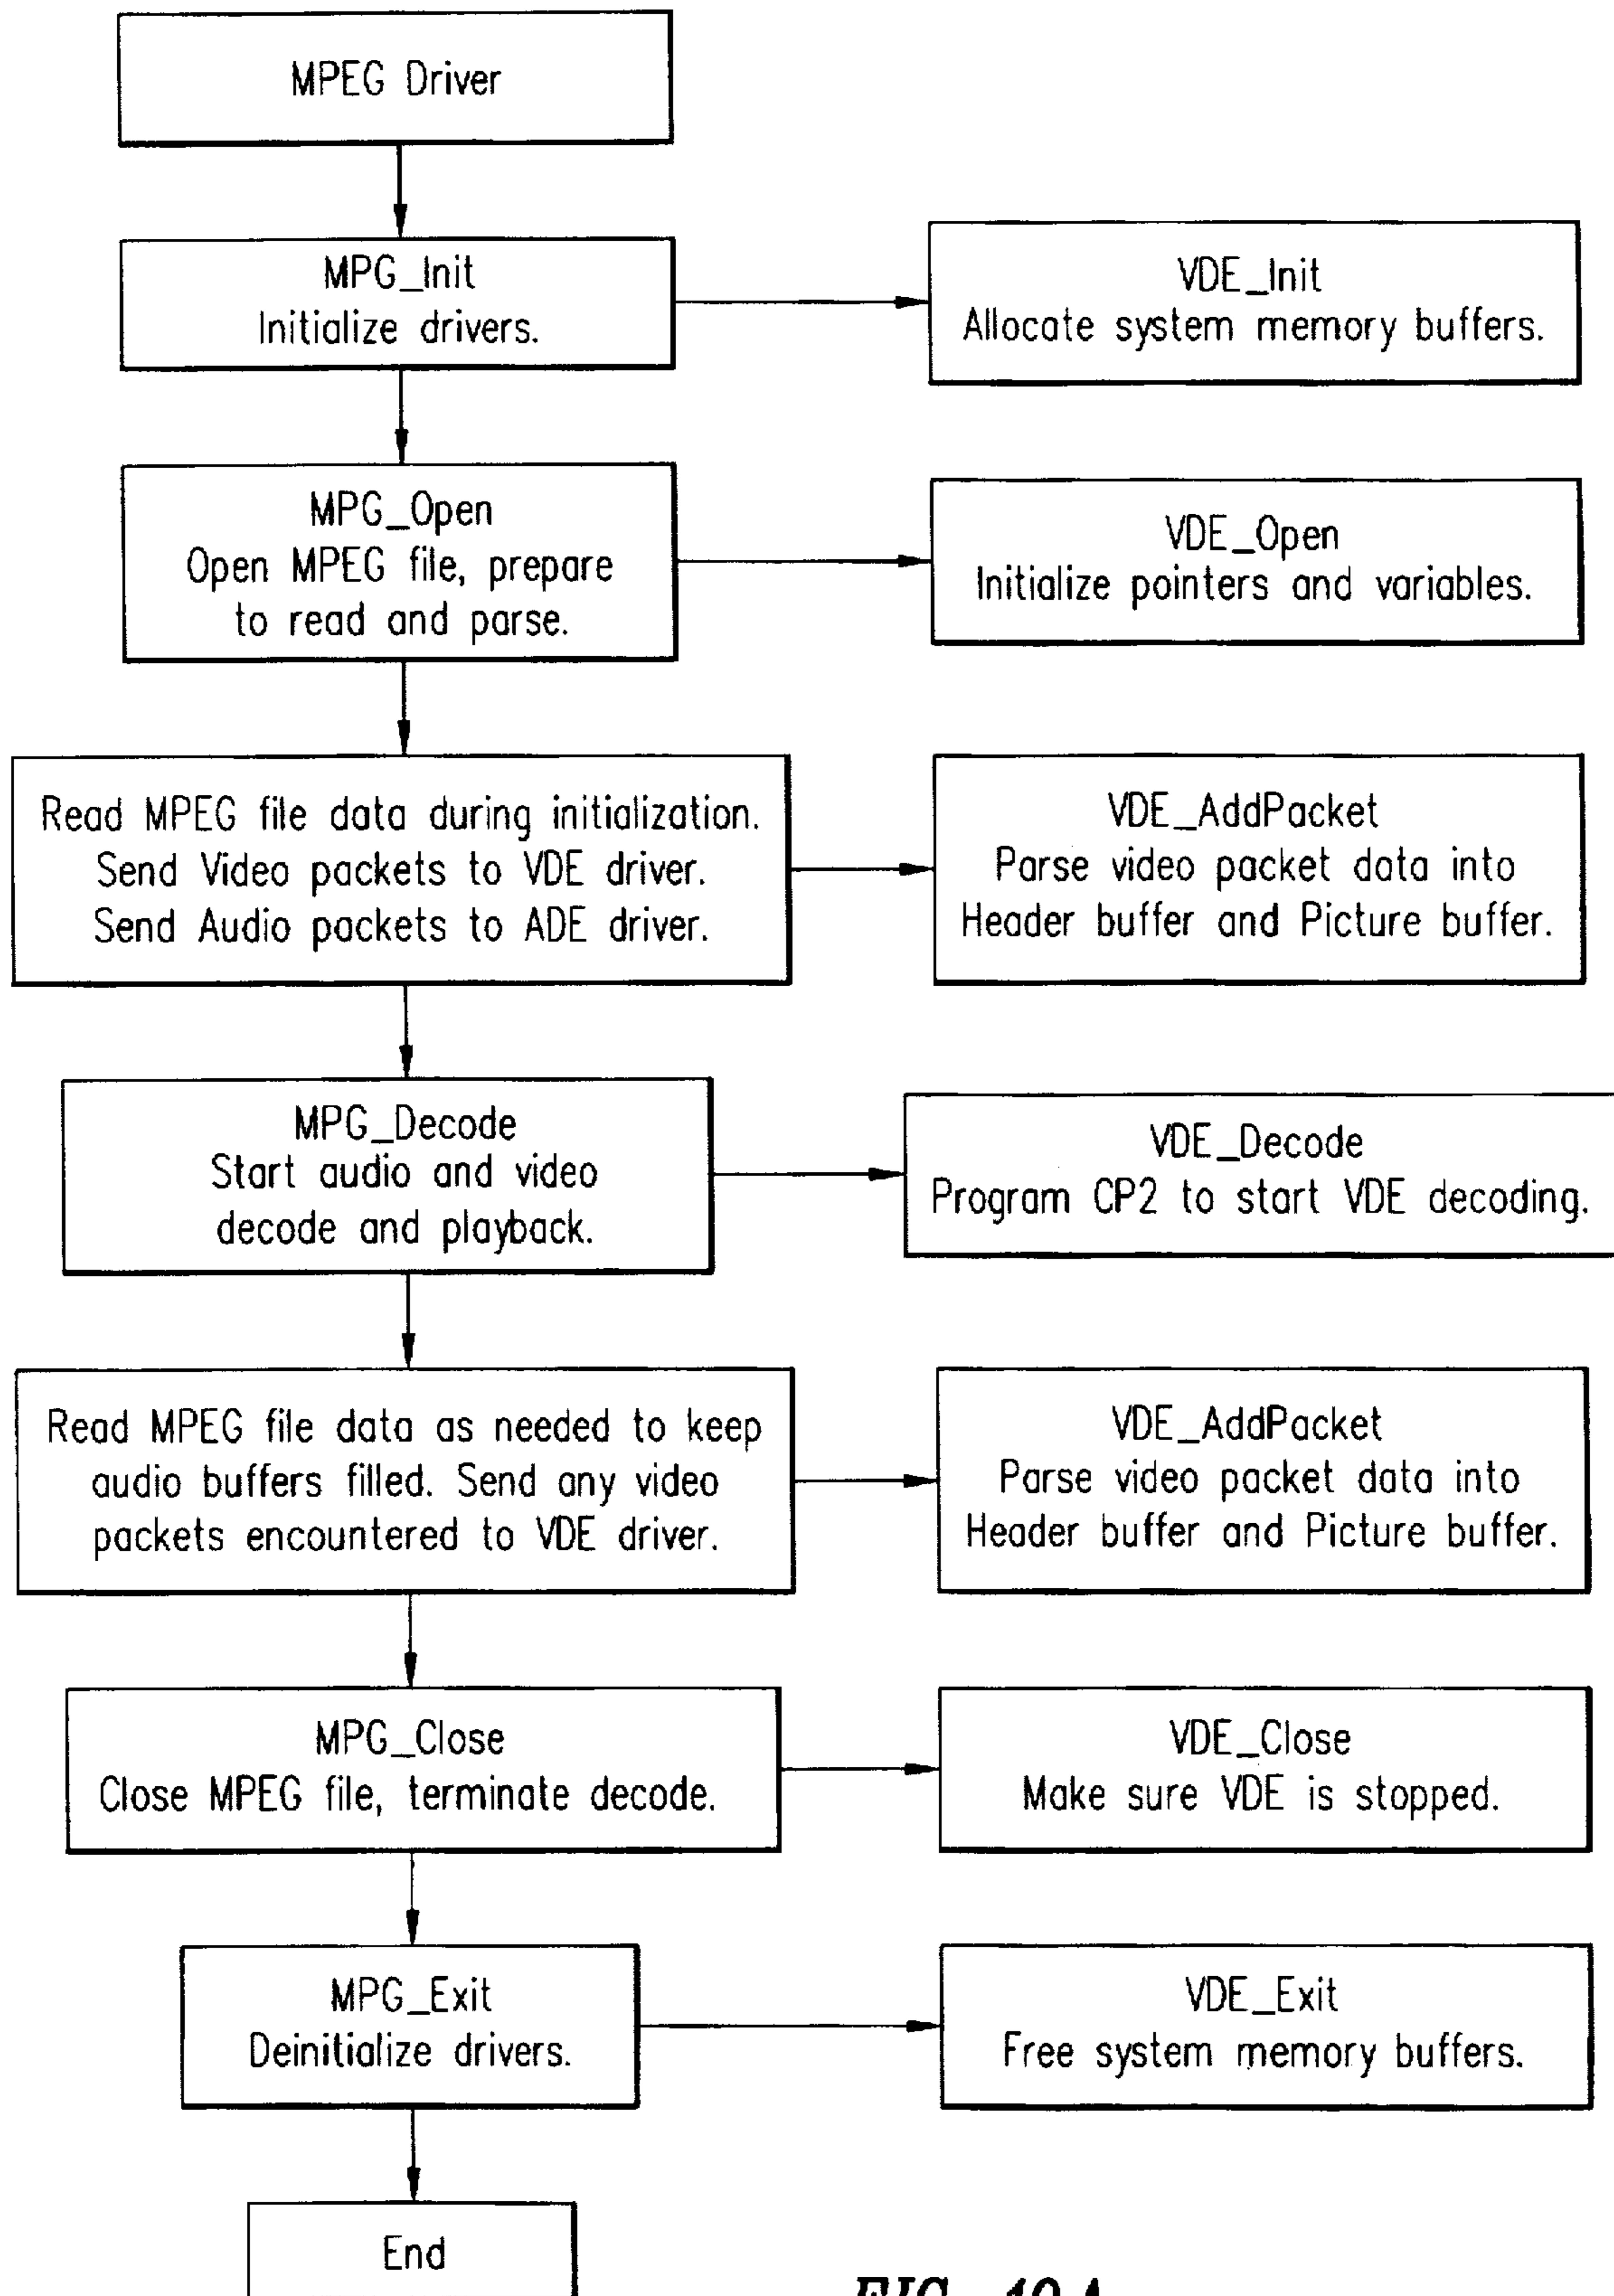 MPEG Driver
MPG_Init
Initialize drivers.
VDE_Init
Allocate system memory buffers.
MPG_Open
Open MPEG file, prepare
to read and parse.
VDE_Open
Initialize pointers and variables.
Read MPEG file data during initialization.
Send Video packets to VDE driver.
Send Audio packets to ADE driver.
VDE_AddPacket
Parse video packet data into
Header buffer and Picture buffer.
MPG_Decode
Start audio and video
decode and playback.
VDE_Decode
Program CP2 to start VDE decoding.
Read MPEG file data as needed to keep
audio buffers filled. Send any video
packets encountered to VDE driver.
VDE_AddPacket
Parse video packet data into
Header buffer and Picture buffer.
MPG_Close
Close MPEG file, terminate decode.
VDE_Close
Make sure VDE is stopped.
MPG_Exit
Deinitialize drivers.
VDE_Exit
Free system memory buffers.
End